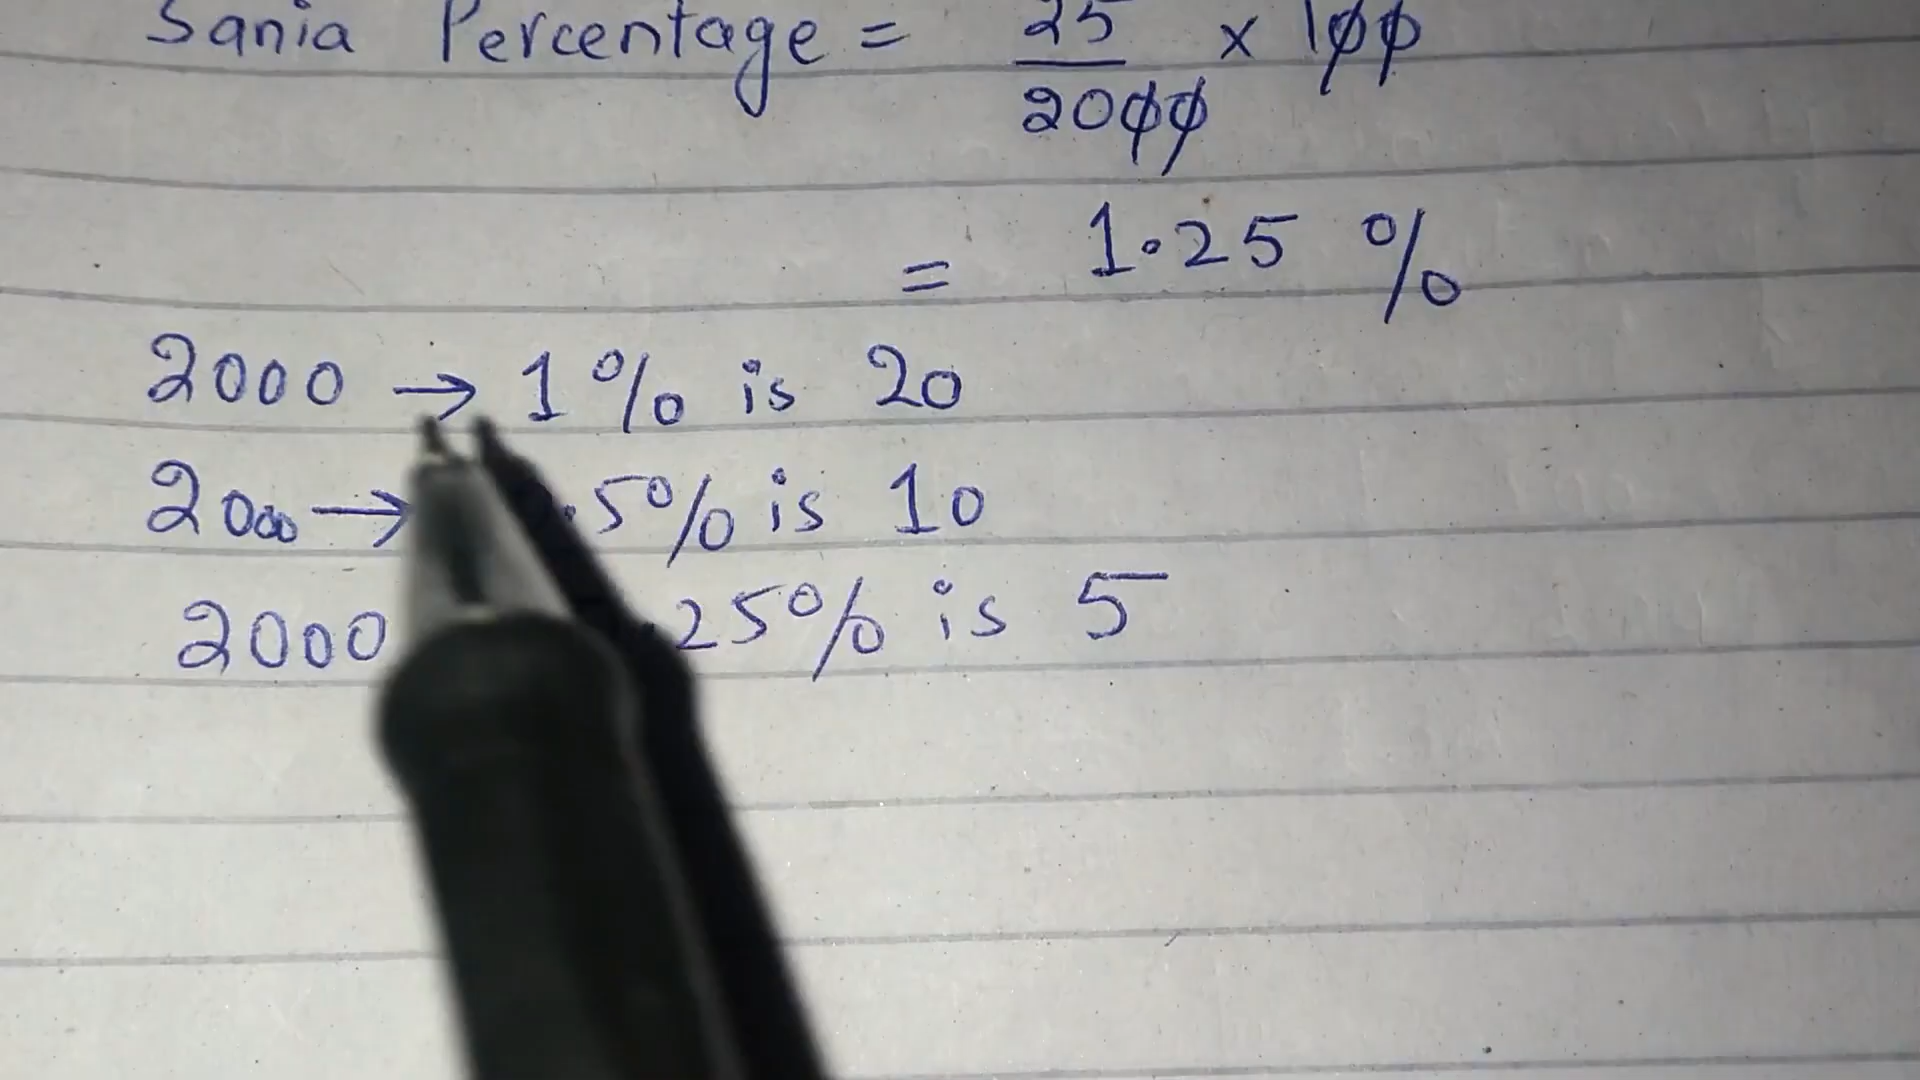 Sania Percentage = 25/2000 x 100
= 1.25 %
2000 → 1% is 20
2000 → .5% is 10
2000 .25% is 5